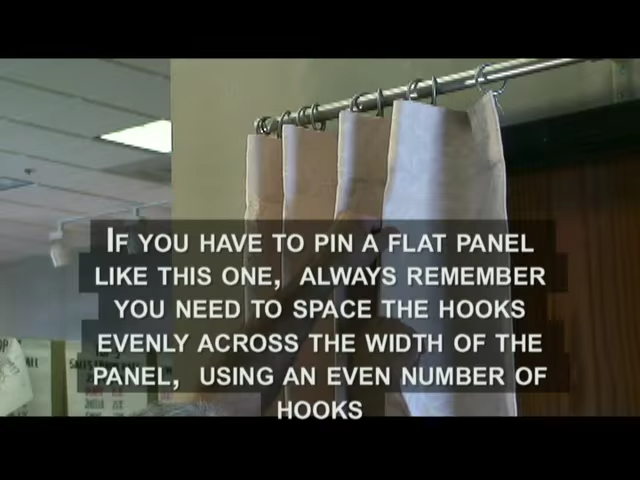 IF YOU HAVE TO PIN A FLAT PANEL
LIKE THIS ONE, ALWAYS REMEMBER
YOU NEED TO SPACE THE HOOKS
EVENLY ACROSS THE WIDTH OF THE
PANEL, USING AN EVEN NUMBER OF
HOOKS